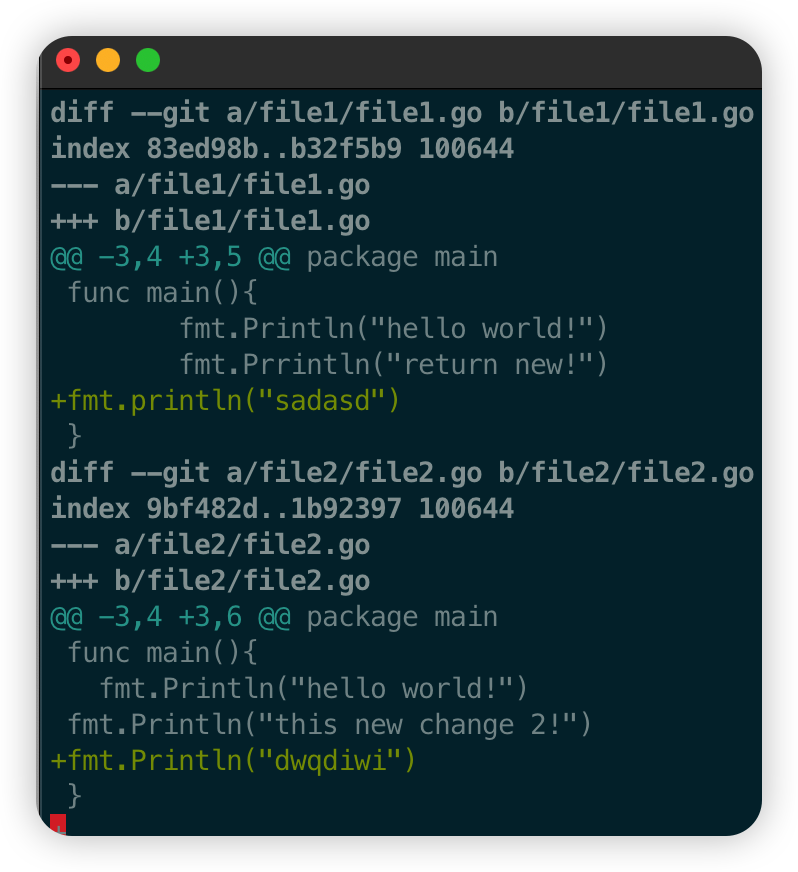 diff --git a/file1/file1.go b/file1/file1.go
index 83ed98b..b32f5b9 100644
--- a/file1/file1.go
+++ b/file1/file1.go
@@ -3,4 +3,5 @@ package main
 func main(){
        fmt.Println("hello world!")
        fmt.Prrintln("return new!")
+fmt.println("sadasd")
 }
diff --git a/file2/file2.go b/file2/file2.go
index 9bf482d..1b92397 100644
--- a/file2/file2.go
+++ b/file2/file2.go
@@ -3,4 +3,6 @@ package main
 func main(){
   fmt.Println("hello world!")
 fmt.Println("this new change 2!")
+fmt.Println("dwqdiwi")
 }
+